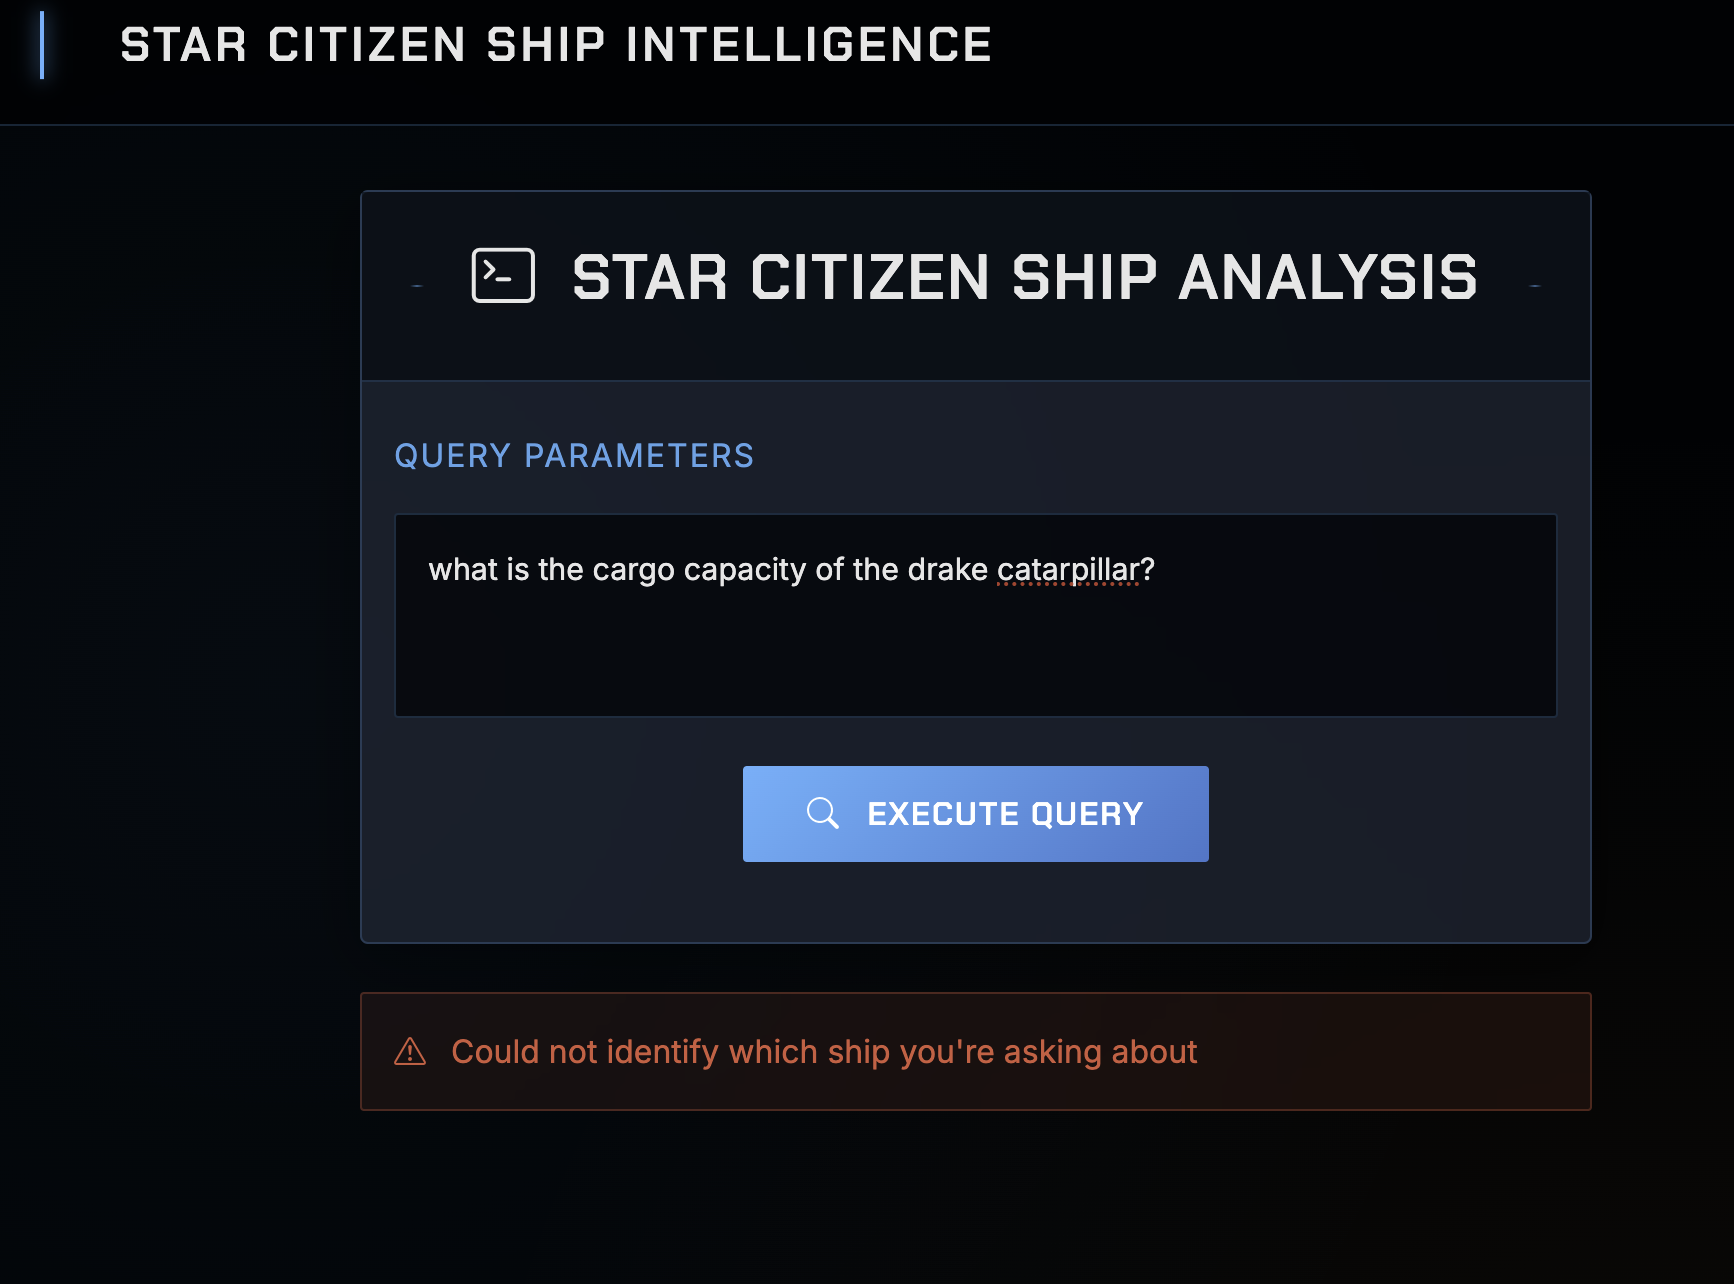 STAR CITIZEN SHIP INTELLIGENCE
STAR CITIZEN SHIP ANALYSIS
QUERY PARAMETERS
what is the cargo capacity of the drake catarpillar?
EXECUTE QUERY
Could not identify which ship you're asking about